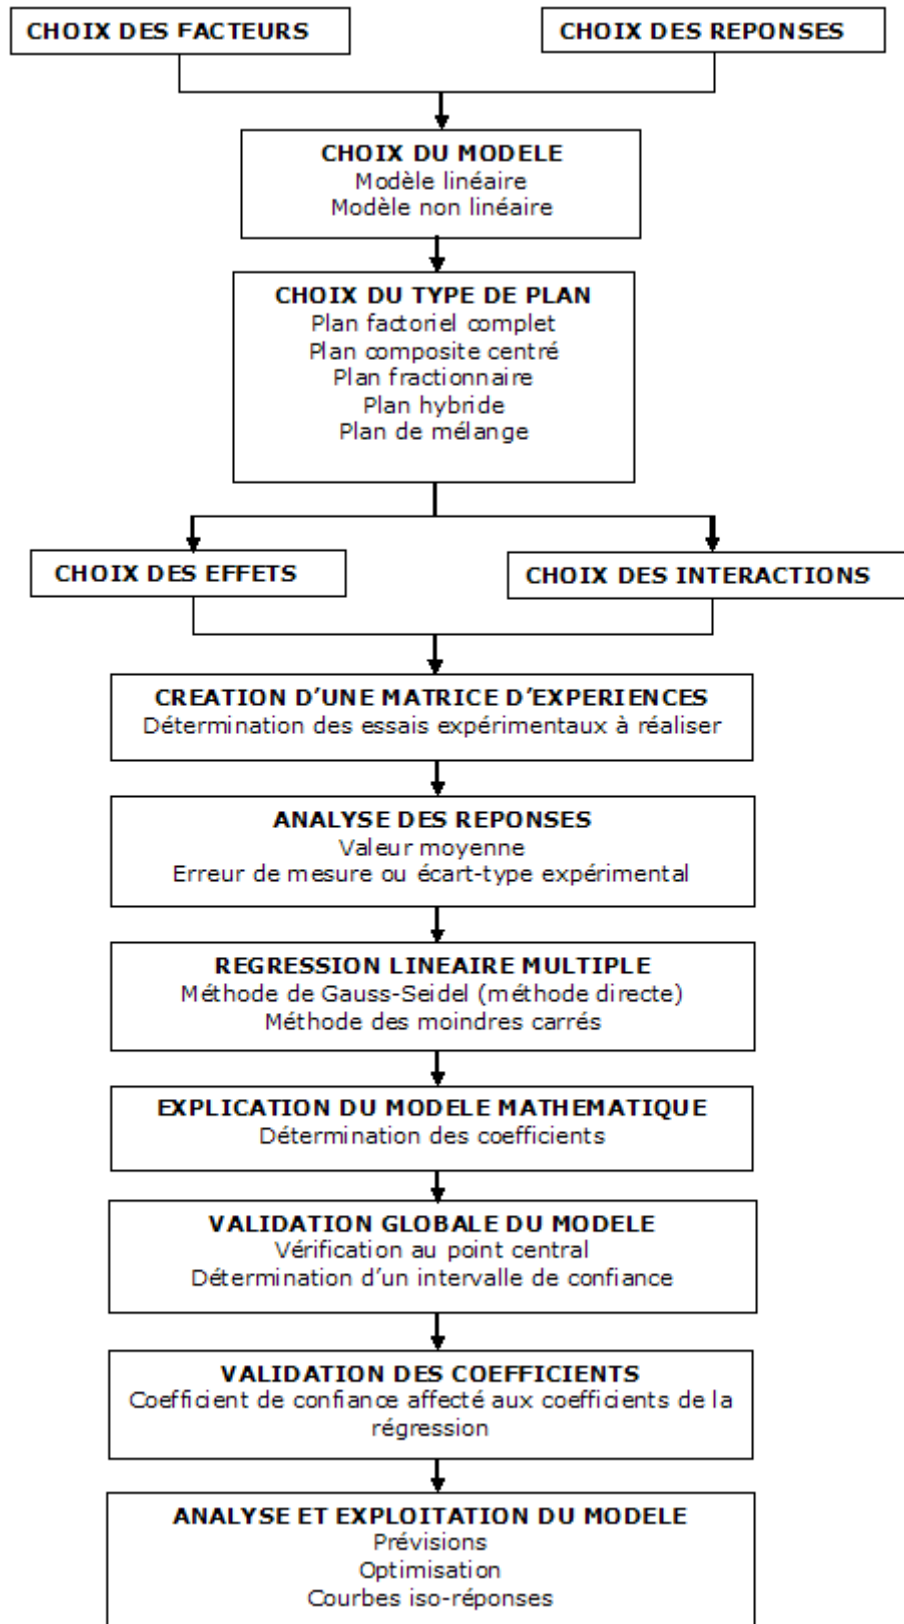 CHOIX DES FACTEURS
CHOIX DES REPONSES
CHOIX DU MODELE
Modèle linéaire
Modèle non linéaire
CHOIX DU TYPE DE PLAN
Plan factoriel complet
Plan composite centré
Plan fractionnaire
Plan hybride
Plan de mélange
CHOIX DES EFFETS
CHOIX DES INTERACTIONS
CREATION D'UNE MATRICE D'EXPERIENCES
Détermination des essais expérimentaux à réaliser
ANALYSE DES REPONSES
Valeur moyenne
Erreur de mesure ou écart-type expérimental
REGRESSION LINEAIRE MULTIPLE
Méthode de Gauss-Seidel (méthode directe)
Méthode des moindres carrés
EXPLICATION DU MODELE MATHEMATIQUE
Détermination des coefficients
VALIDATION GLOBALE DU MODELE
Vérification au point central
Détermination d'un intervalle de confiance
VALIDATION DES COEFFICIENTS
Coefficient de confiance affecté aux coefficients de la
régression
ANALYSE ET EXPLOITATION DU MODELE
Prévisions
Optimisation
Courbes iso-réponses